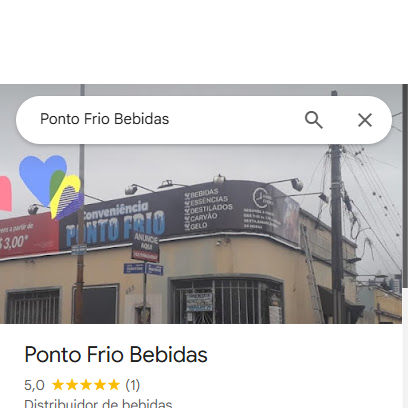 Ponto Frio Bebidas
Conveniência
PONTO FRIO
BEBIDAS
ESSÊNCIAS
DESTILADOS
CARVÃO
GELO
ANUNCIE
AQUI
a partir de
3,00*
Ponto Frio Bebidas
5,0 (1)
Distribuidor de bebidas